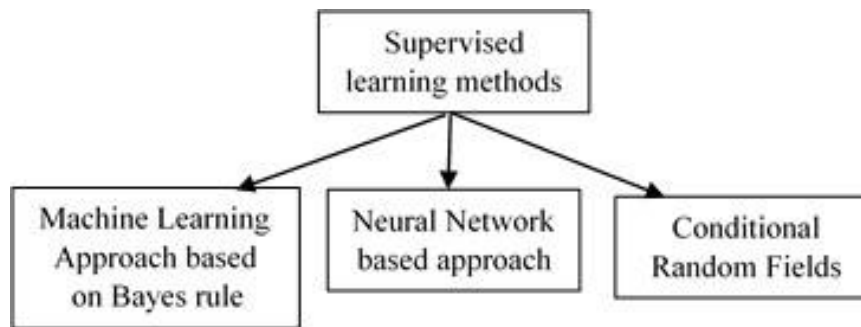 Supervised
learning methods
Machine Learning
Approach based
on Bayes rule
Neural Network
based approach
Conditional
Random Fields